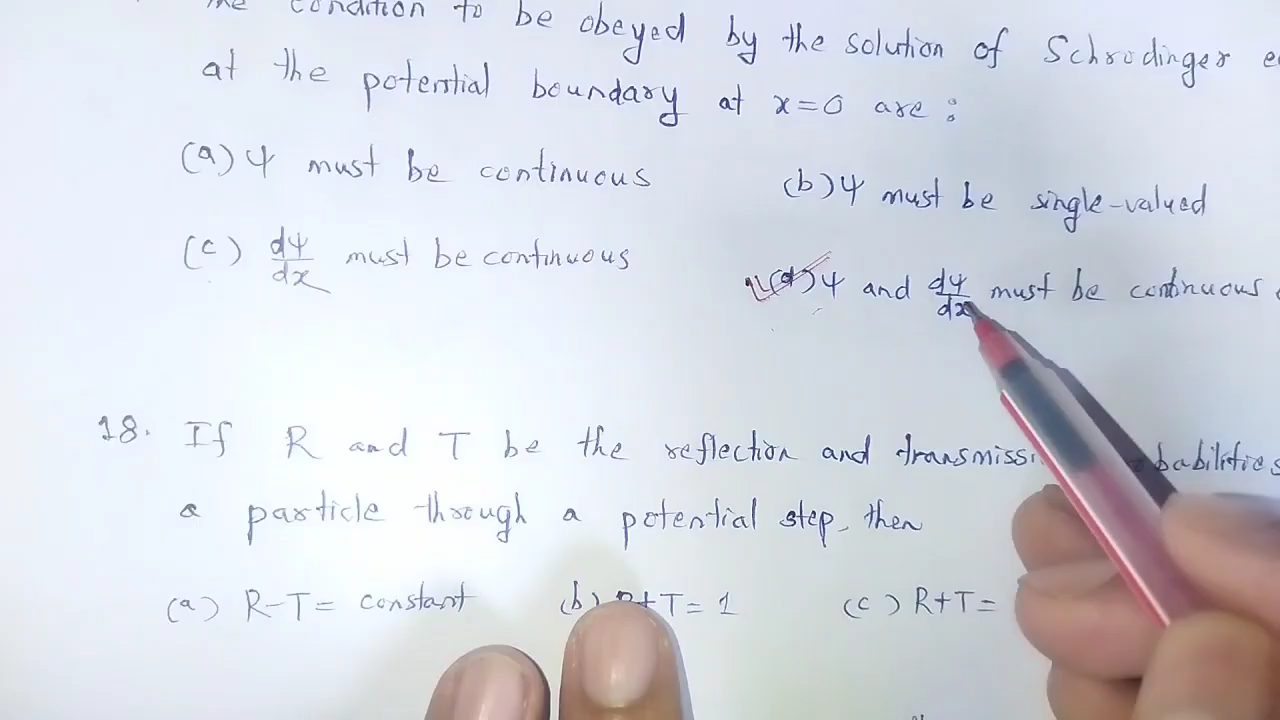 the condition to be obeyed by the solution of Schrodinger
at the potential boundary at x=0 are:
(a) ψ must be continuous
(b) ψ must be single-valued
(c) dψ/dx must be continuous
(d) ψ and dψ/dx must be continuous
18. If R and T be the reflection and
a particle through a potential step, then
(a) R-T= constant (b) R+T=1 (c) R+T=